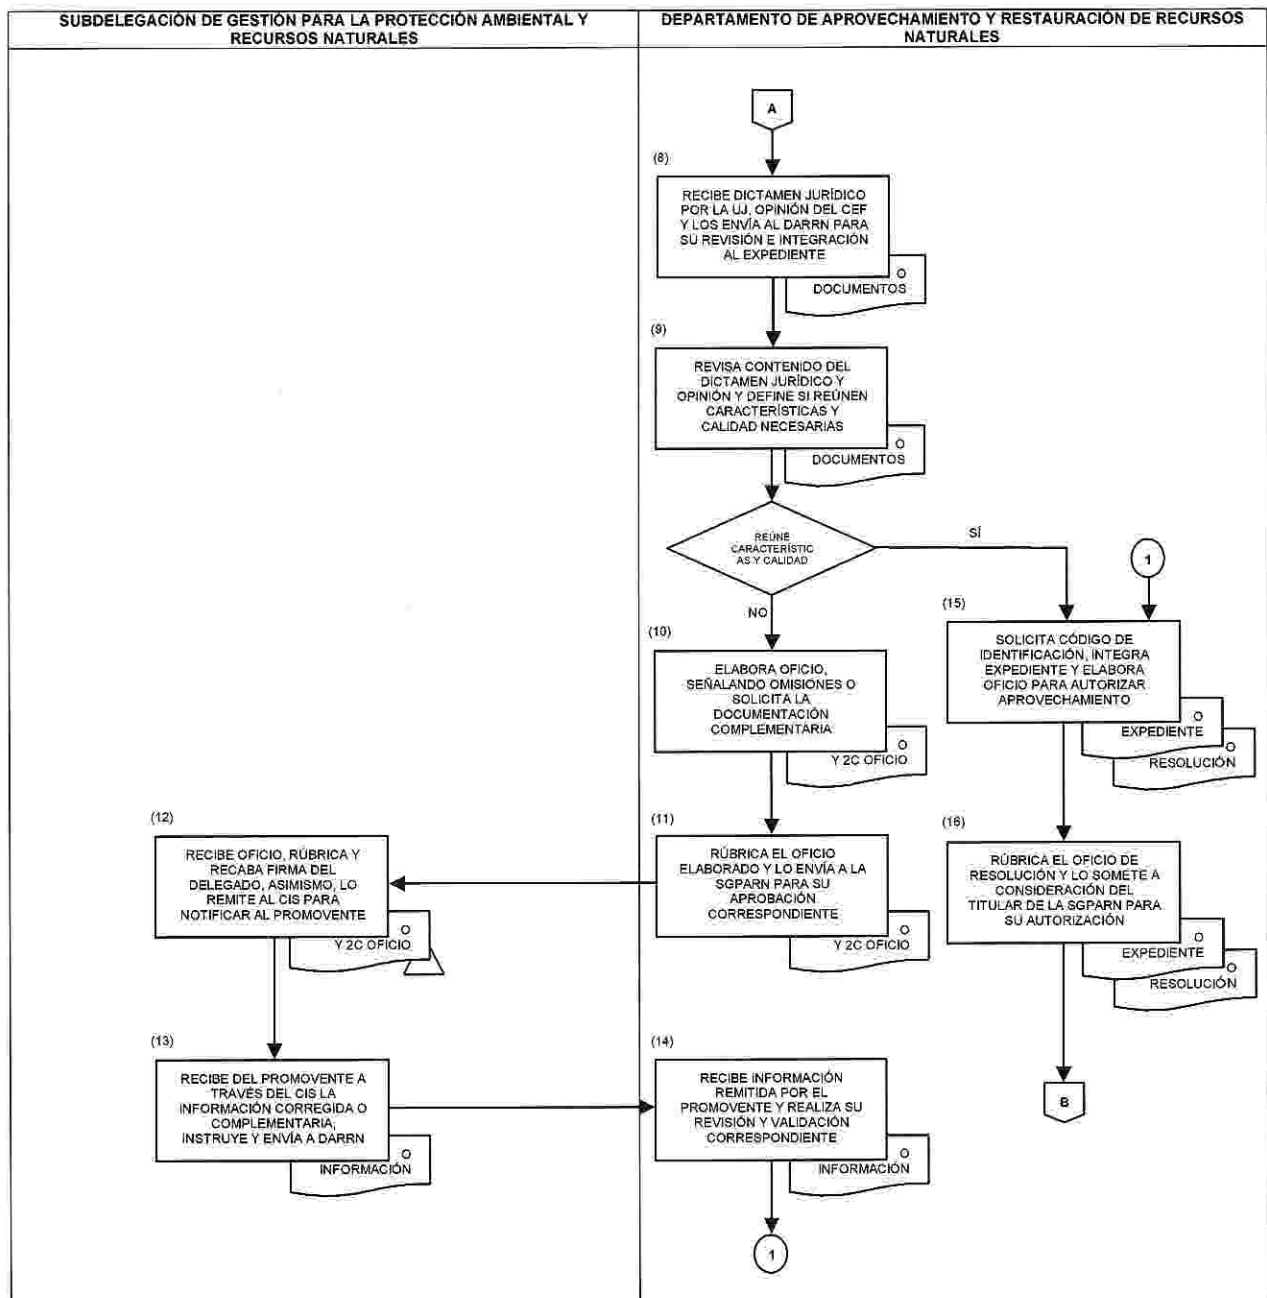 SUBDELEGACIÓN DE GESTIÓN PARA LA PROTECCIÓN AMBIENTAL Y
RECURSOS NATURALES
DEPARTAMENTO DE APROVECHAMIENTO Y RESTAURACIÓN DE RECURSOS
NATURALES
A
(8)
RECIBE DICTAMEN JURÍDICO
POR LA UJ, OPINIÓN DEL CEF
Y LOS ENVÍA AL DARRN PARA
SU REVISIÓN E INTEGRACIÓN
AL EXPEDIENTE
O
DOCUMENTOS
(9)
REVISA CONTENIDO DEL
DICTAMEN JURÍDICO Y
OPINIÓN Y DEFINE SI REÚNEN
CARACTERÍSTICAS Y
CALIDAD NECESARIAS
O
DOCUMENTOS
REÚNE
CARACTERÍSTIC
AS Y CALIDAD
SÍ
NO
1
(10)
ELABORA OFICIO,
SEÑALANDO OMISIONES O
SOLICITA LA
DOCUMENTACIÓN
COMPLEMENTARIA
O
Y 2C OFICIO
(15)
SOLICITA CÓDIGO DE
IDENTIFICACIÓN, INTEGRA
EXPEDIENTE Y ELABORA
OFICIO PARA AUTORIZAR
APROVECHAMIENTO
O
EXPEDIENTE
O
RESOLUCIÓN
(12)
RECIBE OFICIO, RÚBRICA Y
RECABA FIRMA DEL
DELEGADO, ASIMISMO, LO
REMITE AL CIS PARA
NOTIFICAR AL PROMOVENTE
O
Y 2C OFICIO
(11)
RÚBRICA EL OFICIO
ELABORADO Y LO ENVÍA A LA
SGPARN PARA SU
APROBACIÓN
CORRESPONDIENTE
O
Y 2C OFICIO
(16)
RÚBRICA EL OFICIO DE
RESOLUCIÓN Y LO SOMETE A
CONSIDERACIÓN DEL
TITULAR DE LA SGPARN PARA
SU AUTORIZACIÓN
O
EXPEDIENTE
O
RESOLUCIÓN
(13)
RECIBE DEL PROMOVENTE A
TRAVÉS DEL CIS LA
INFORMACIÓN CORREGIDA O
COMPLEMENTARIA,
INSTRUYE Y ENVÍA A DARRN
O
INFORMACIÓN
(14)
RECIBE INFORMACIÓN
REMITIDA POR EL
PROMOVENTE Y REALIZA SU
REVISIÓN Y VALIDACIÓN
CORRESPONDIENTE
O
INFORMACIÓN
B
1